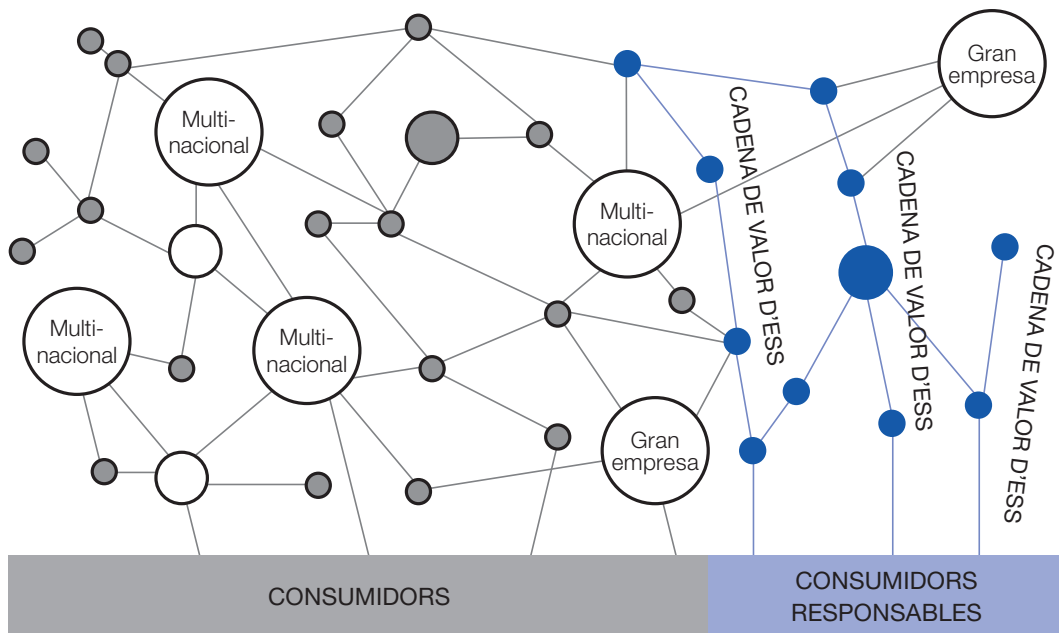 Gran
empresa
Multi-
nacional
Multi-
nacional
Multi-
nacional
Multi-
nacional
Gran
empresa
CADENA DE VALOR D'ESS
CADENA DE VALOR D'ESS
CADENA DE VALOR D'ESS
CONSUMIDORS
CONSUMIDORS
RESPONSABLES